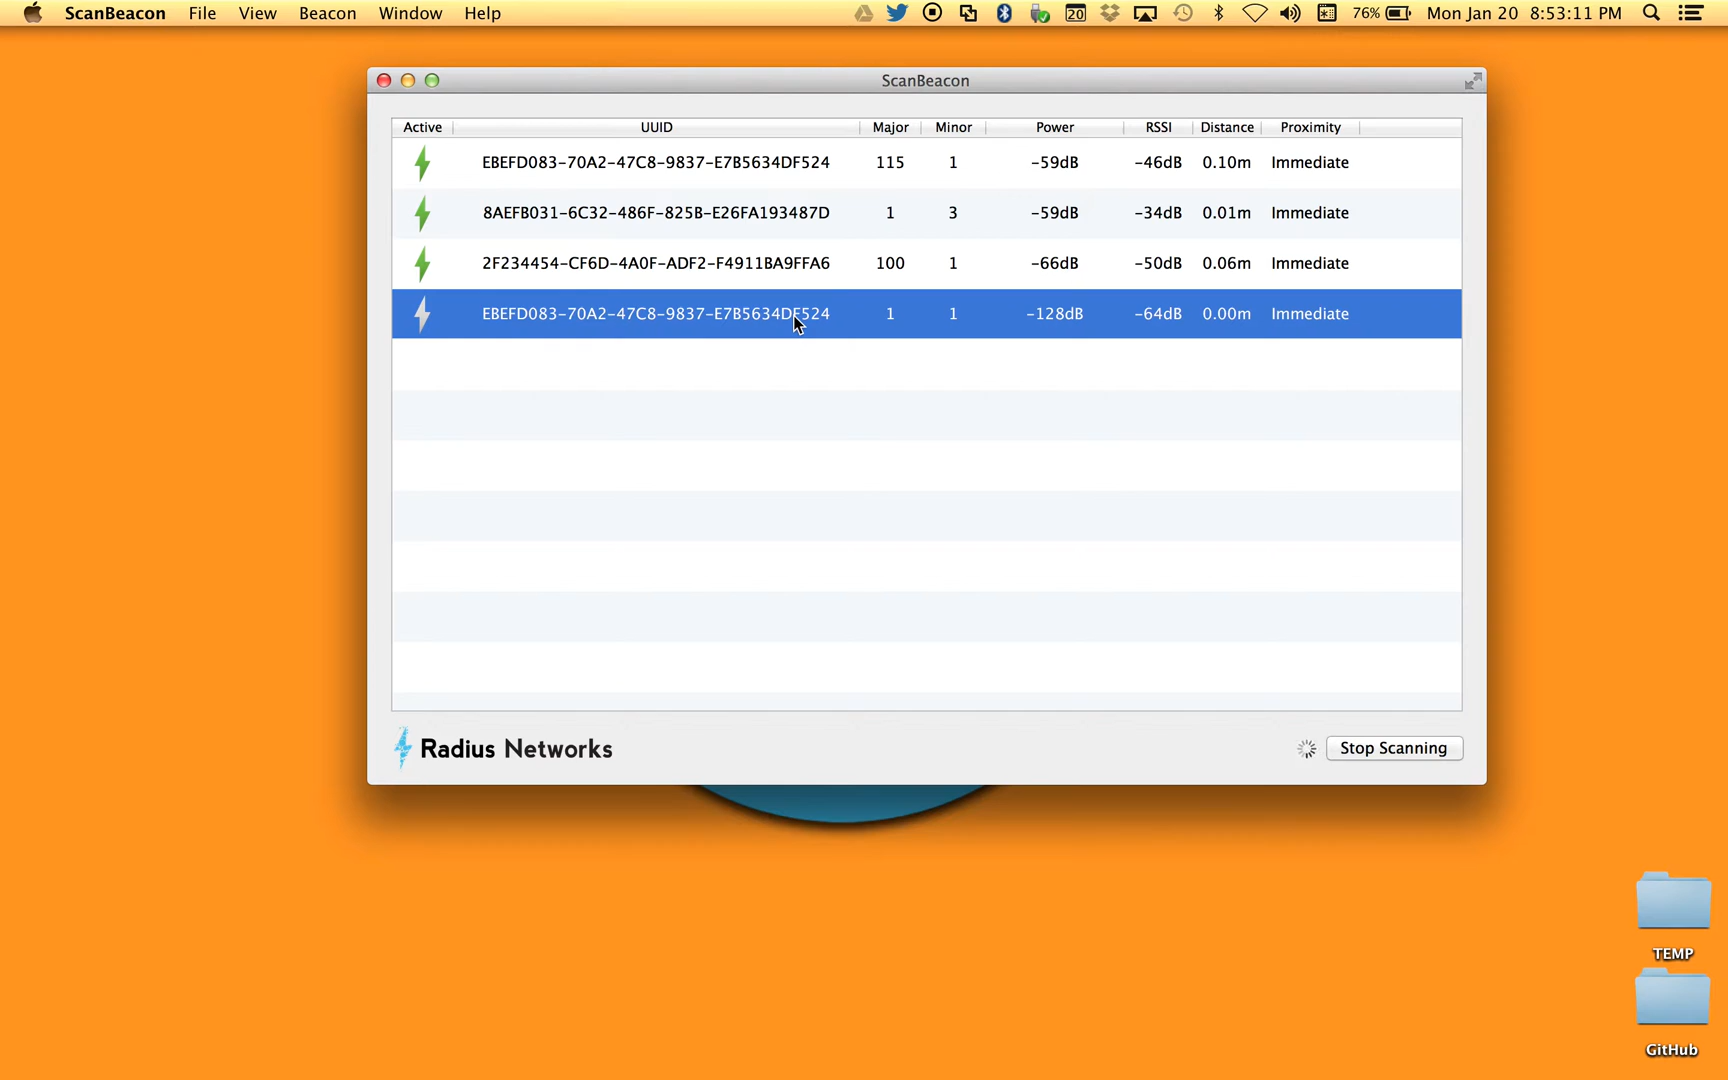 ScanBeacon File View Beacon Window Help 20 76% Mon Jan 20 8:53:11 PM
ScanBeacon
Active UUID Major Minor Power RSSI Distance Proximity
EBEFD083-70A2-47C8-9837-E7B5634DF524 115 1 -59dB -46dB 0.10m Immediate
8AEFB031-6C32-486F-825B-E26FA193487D 1 3 -59dB -34dB 0.01m Immediate
2F234454-CF6D-4A0F-ADF2-F4911BA9FFA6 100 1 -66dB -50dB 0.06m Immediate
EBEFD083-70A2-47C8-9837-E7B5634DF524 1 1 -128dB -64dB 0.00m Immediate
Radius Networks Stop Scanning
TEMP
GitHub